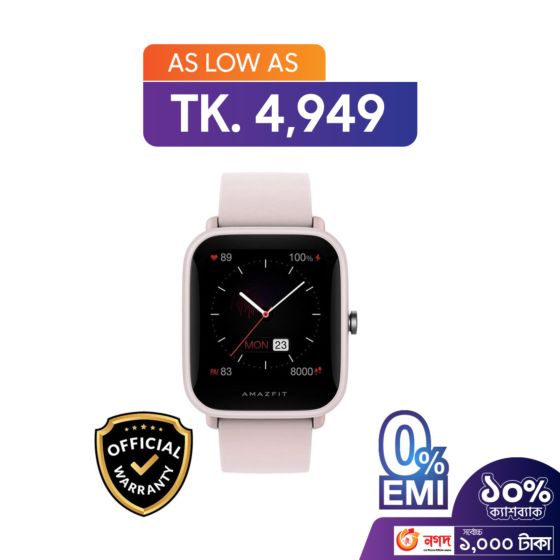 AS LOW AS
TK. 4,949
89
100%
MON 23
PAI 83
8000
AMAZFIT
OFFICIAL
WARRANTY
0%
EMI
১০%
ক্যাশব্যাক
নগদ
সর্বোচ্চ
১,০০০ টাকা